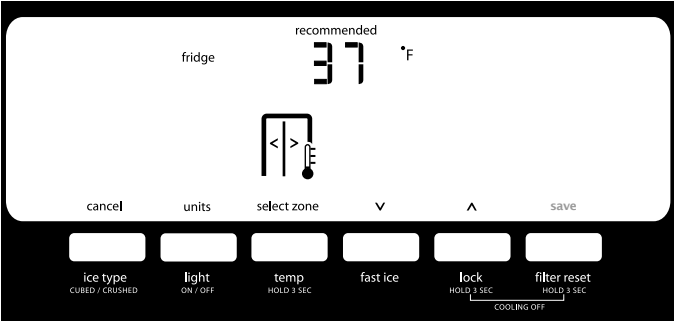 recommended
fridge 37 °F
< >
cancel units select zone ∨ ∧ save
ice type light temp fast ice lock filter reset
CUBED / CRUSHED ON / OFF HOLD 3 SEC HOLD 3 SEC HOLD 3 SEC
COOLING OFF